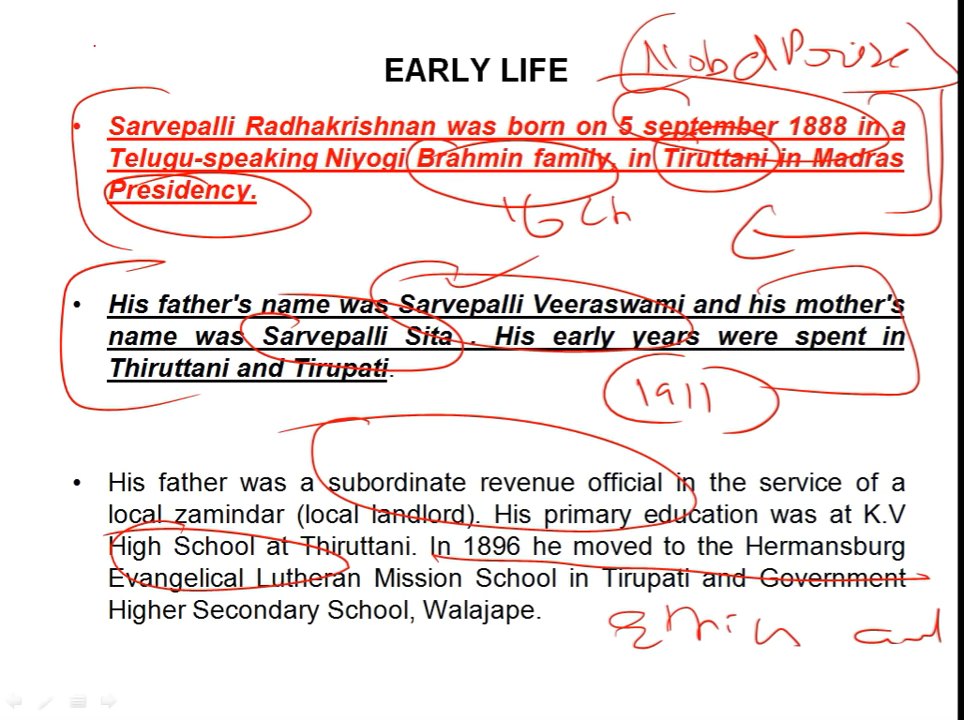 Nobel Prize
EARLY LIFE
• Sarvepalli Radhakrishnan was born on 5 september 1888 in a
Telugu-speaking Niyogi Brahmin family, in Tiruttani in Madras
Presidency.
16 th
• His father's name was Sarvepalli Veeraswami and his mother's
name was Sarvepalli Sita . His early years were spent in
Thiruttani and Tirupati.
1911
• His father was a subordinate revenue official in the service of a
local zamindar (local landlord). His primary education was at K.V
High School at Thiruttani. In 1896 he moved to the Hermansburg
Evangelical Lutheran Mission School in Tirupati and Government
Higher Secondary School, Walajape.
and